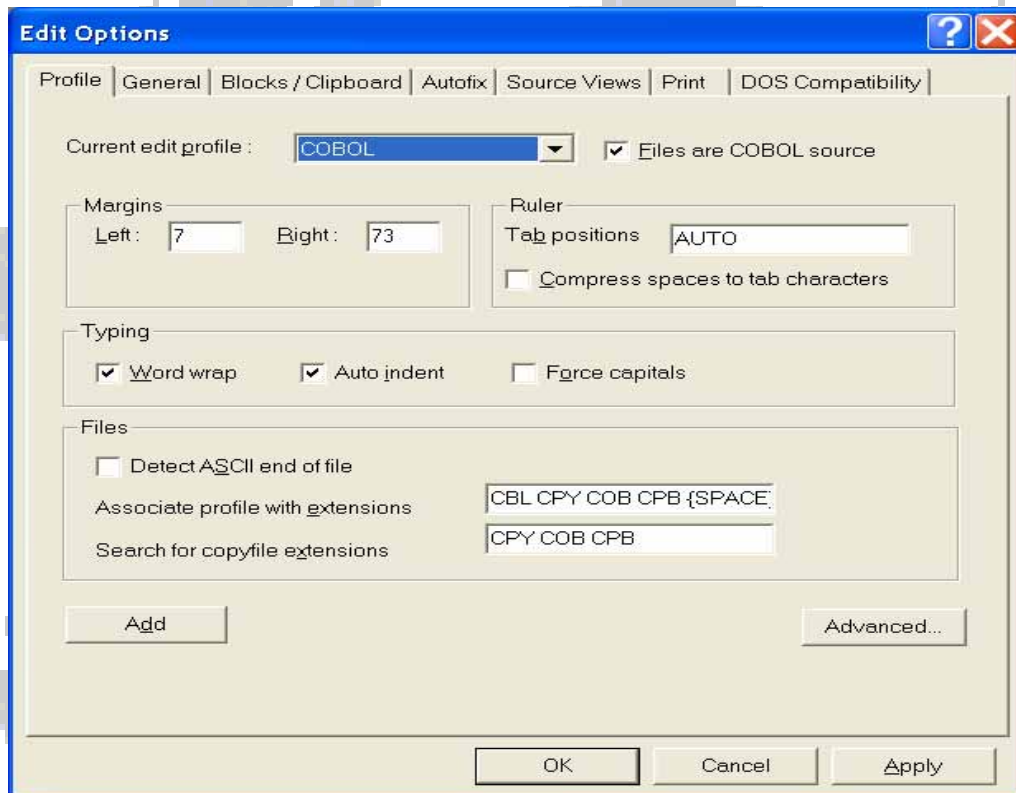 Edit Options
Profile General Blocks / Clipboard Autofix Source Views Print DOS Compatibility
Current edit profile : COBOL Files are COBOL source
Margins
Left : 7 Right : 73
Ruler
Tab positions AUTO
Compress spaces to tab characters
Typing
Word wrap Auto indent Force capitals
Files
Detect ASCII end of file
Associate profile with extensions CBL CPY COB CPB {SPACE}
Search for copyfile extensions CPY COB CPB
Add Advanced...
OK Cancel Apply